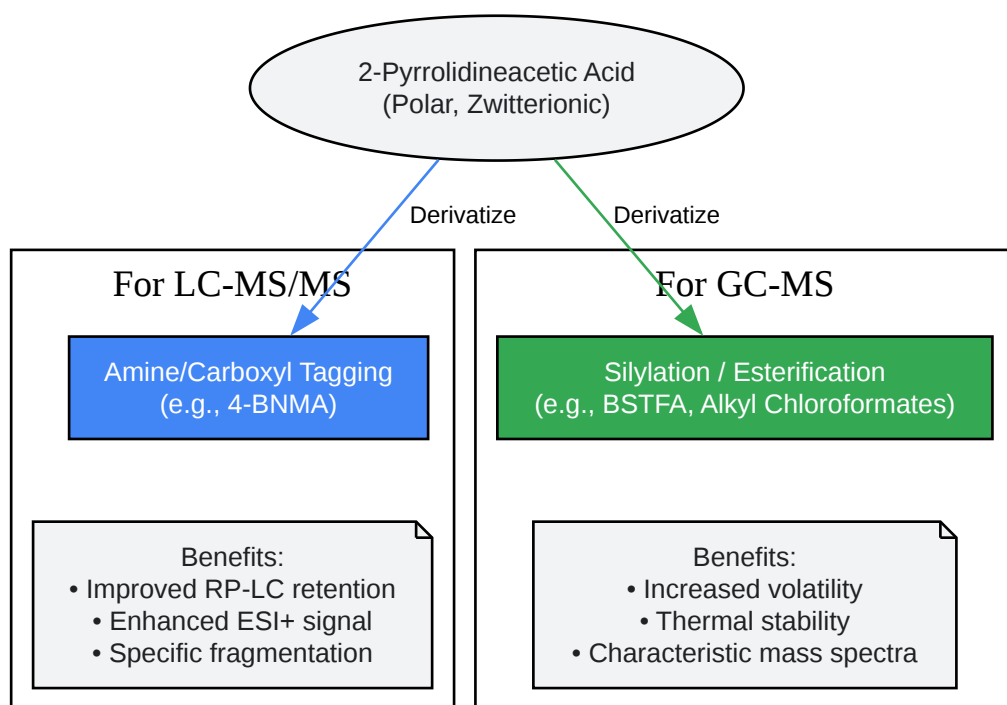 2-Pyrrolidineacetic Acid
(Polar, Zwitterionic)
Derivatize
Derivatize
For LC-MS/MS
Amine/Carboxyl Tagging
(e.g., 4-BNMA)
Benefits:
• Improved RP-LC retention
• Enhanced ESI+ signal
• Specific fragmentation
For GC-MS
Silylation / Esterification
(e.g., BSTFA, Alkyl Chloroformates)
Benefits:
• Increased volatility
• Thermal stability
• Characteristic mass spectra